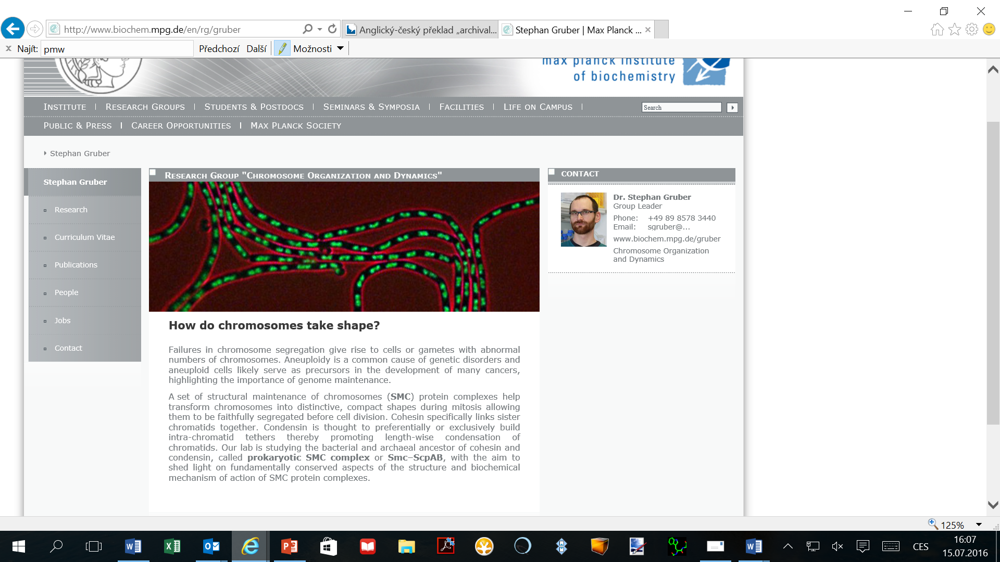 http://www.biochem.mpg.de/en/rg/gruber
Anglický-český překlad „archival...
Stephan Gruber | Max Planck ...
Najít: pmw
Předchozí Další Možnosti
max planck institute
of biochemistry
INSTITUTE | RESEARCH GROUPS | STUDENTS & POSTDOCS | SEMINARS & SYMPOSIA | FACILITIES | LIFE ON CAMPUS |
Search
PUBLIC & PRESS | CAREER OPPORTUNITIES | MAX PLANCK SOCIETY
Stephan Gruber
Stephan Gruber
Research
Curriculum Vitae
Publications
People
Jobs
Contact
RESEARCH GROUP "CHROMOSOME ORGANIZATION AND DYNAMICS"
How do chromosomes take shape?
Failures in chromosome segregation give rise to cells or gametes with abnormal
numbers of chromosomes. Aneuploidy is a common cause of genetic disorders and
aneuploid cells likely serve as precursors in the development of many cancers,
highlighting the importance of genome maintenance.
A set of structural maintenance of chromosomes (SMC) protein complexes help
transform chromosomes into distinctive, compact shapes during mitosis allowing
them to be faithfully segregated before cell division. Cohesin specifically links sister
chromatids together. Condensin is thought to preferentially or exclusively build
intra-chromatid tethers thereby promoting length-wise condensation of
chromatids. Our lab is studying the bacterial and archaeal ancestor of cohesin and
condensin, called prokaryotic SMC complex or Smc–ScpAB, with the aim to
shed light on fundamentally conserved aspects of the structure and biochemical
mechanism of action of SMC protein complexes.
CONTACT
Dr. Stephan Gruber
Group Leader
Phone: +49 89 8578 3440
Email: sgruber@...
www.biochem.mpg.de/gruber
Chromosome Organization
and Dynamics
125%
CES
16:07
15.07.2016